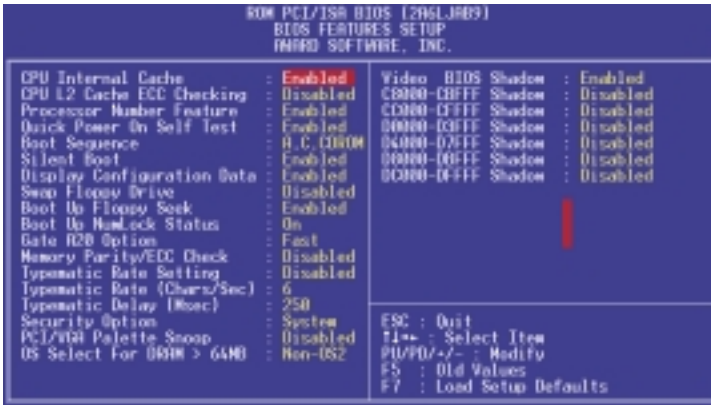 ROM PCI/ISA BIOS [2A6LJAB9]
BIOS FEATURES SETUP
AWARD SOFTWARE, INC.
CPU Internal Cache : Enabled
CPU L2 Cache ECC Checking : Disabled
Processor Number Feature : Enabled
Quick Power On Self Test : Enabled
Boot Sequence : A,C,CDROM
Silent Boot : Enabled
Display Configuration Data : Enabled
Swap Floppy Drive : Disabled
Boot Up Floppy Seek : Enabled
Boot Up NumLock Status : On
Gate A20 Option : Fast
Memory Parity/ECC Check : Disabled
Typematic Rate Setting : Disabled
Typematic Rate (Chars/Sec) : 6
Typematic Delay (Msec) : 250
Security Option : System
PCI/VGA Palette Snoop : Disabled
OS Select For DRAM > 64MB : Non-OS2
Video BIOS Shadow : Enabled
C8000-CBFFF Shadow : Disabled
CC000-CFFFF Shadow : Disabled
D0000-D3FFF Shadow : Disabled
D4000-D7FFF Shadow : Disabled
D8000-DBFFF Shadow : Disabled
DC000-DFFFF Shadow : Disabled
ESC : Quit
↑↓→← : Select Item
PU/PD/+/- : Modify
F5 : Old Values
F7 : Load Setup Defaults